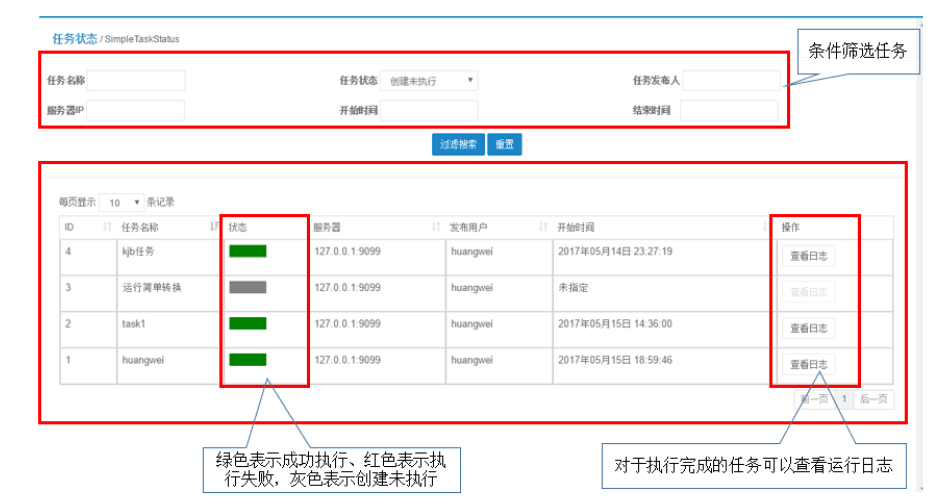 任务状态 / SimpleTaskStatus
条件筛选任务
任务名称 任务状态 创建未执行 任务发布人
服务器IP 开始时间 结束时间
过滤搜索 重置
每页显示 10 条记录
ID 任务名称 状态 服务器 发布用户 开始时间 操作
4 kjb任务 127.0.0.1:9099 huangwei 2017年05月14日 23:27:19 查看日志
3 运行简单转换 127.0.0.1:9099 huangwei 未指定 查看日志
2 task1 127.0.0.1:9099 huangwei 2017年05月15日 14:36:00 查看日志
1 huangwei 127.0.0.1:9099 huangwei 2017年05月15日 18:59:46 查看日志
前一页 1 后一页
绿色表示成功执行、红色表示执
行失败，灰色表示创建未执行
对于执行完成的任务可以查看运行日志